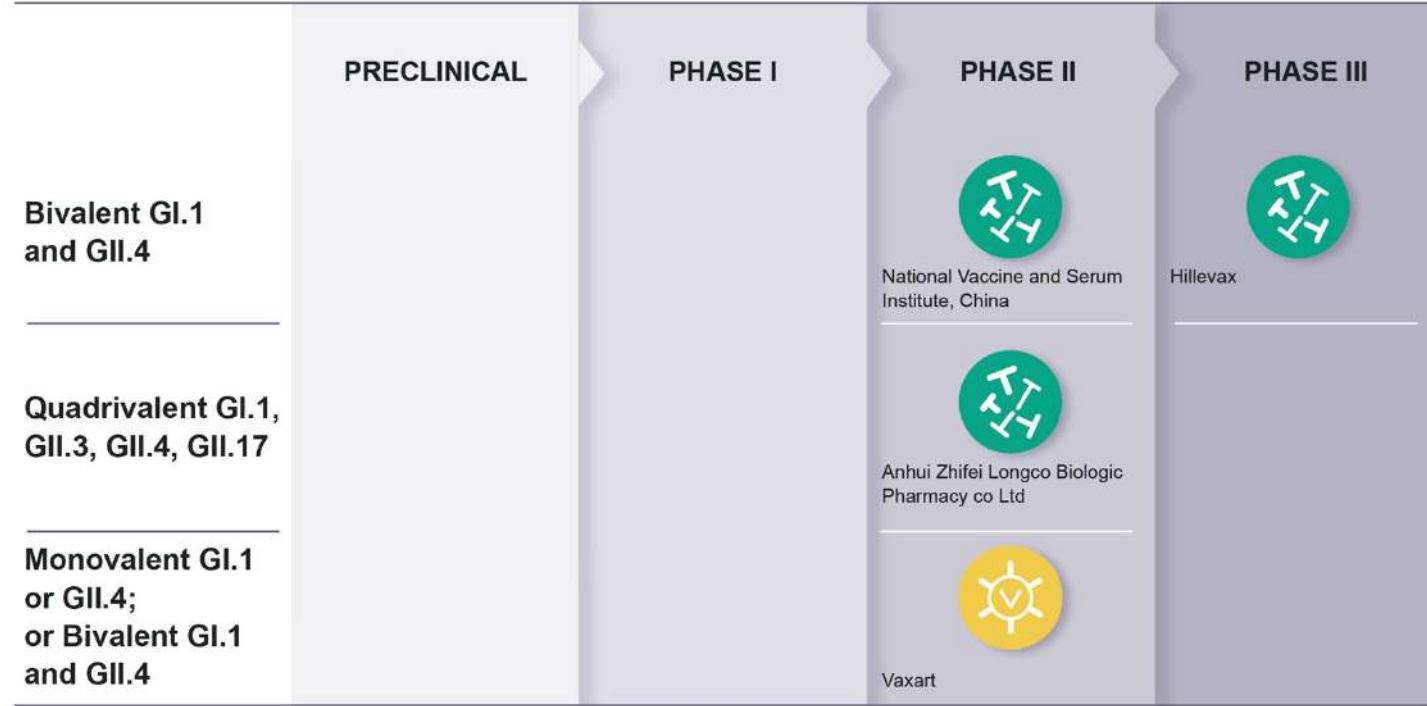 PRECLINICAL
PHASE I
PHASE II
PHASE III
Bivalent GI.1
and GII.4
National Vaccine and Serum
Institute, China
Hillevax
Quadrivalent GI.1,
GII.3, GII.4, GII.17
Anhui Zhifei Longco Biologic
Pharmacy co Ltd
Monovalent GI.1
or GII.4;
or Bivalent GI.1
and GII.4
V
Vaxart